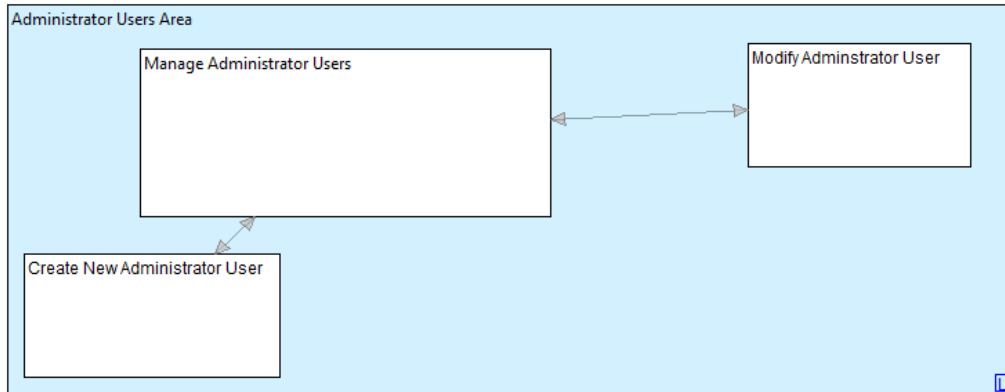 Administrator Users Area
Manage Administrator Users
Modify Adminstrator User
Create New Administrator User
L